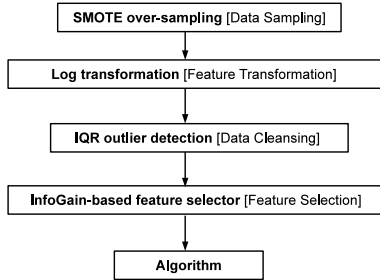 SMOTE over-sampling [Data Sampling]
Log transformation [Feature Transformation]
IQR outlier detection [Data Cleansing]
InfoGain-based feature selector [Feature Selection]
Algorithm